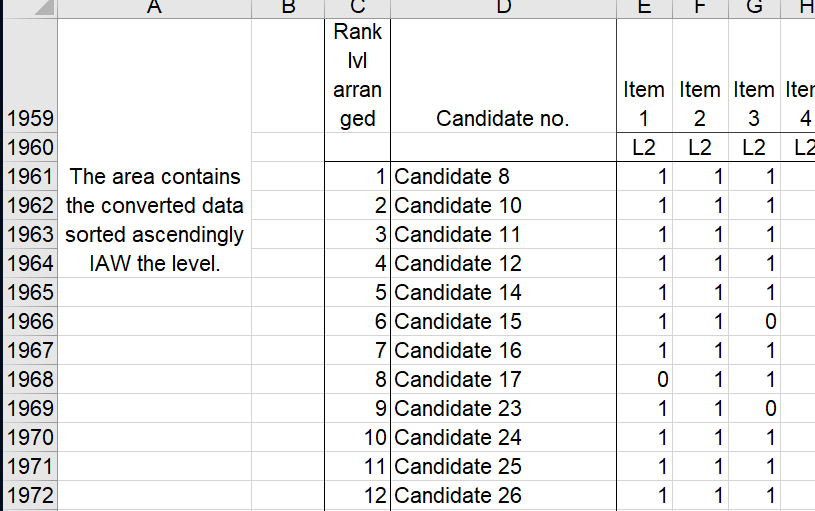 A B C D E F G H
1959 Rank lvl arran ged Candidate no. Item 1 Item 2 Item 3 4
1960 L2 L2 L2
1961 The area contains 1 Candidate 8 1 1 1
1962 the converted data 2 Candidate 10 1 1 1
1963 sorted ascendingly 3 Candidate 11 1 1 1
1964 IAW the level. 4 Candidate 12 1 1 1
1965 5 Candidate 14 1 1 1
1966 6 Candidate 15 1 1 0
1967 7 Candidate 16 1 1 1
1968 8 Candidate 17 0 1 1
1969 9 Candidate 23 1 1 0
1970 10 Candidate 24 1 1 1
1971 11 Candidate 25 1 1 1
1972 12 Candidate 26 1 1 1